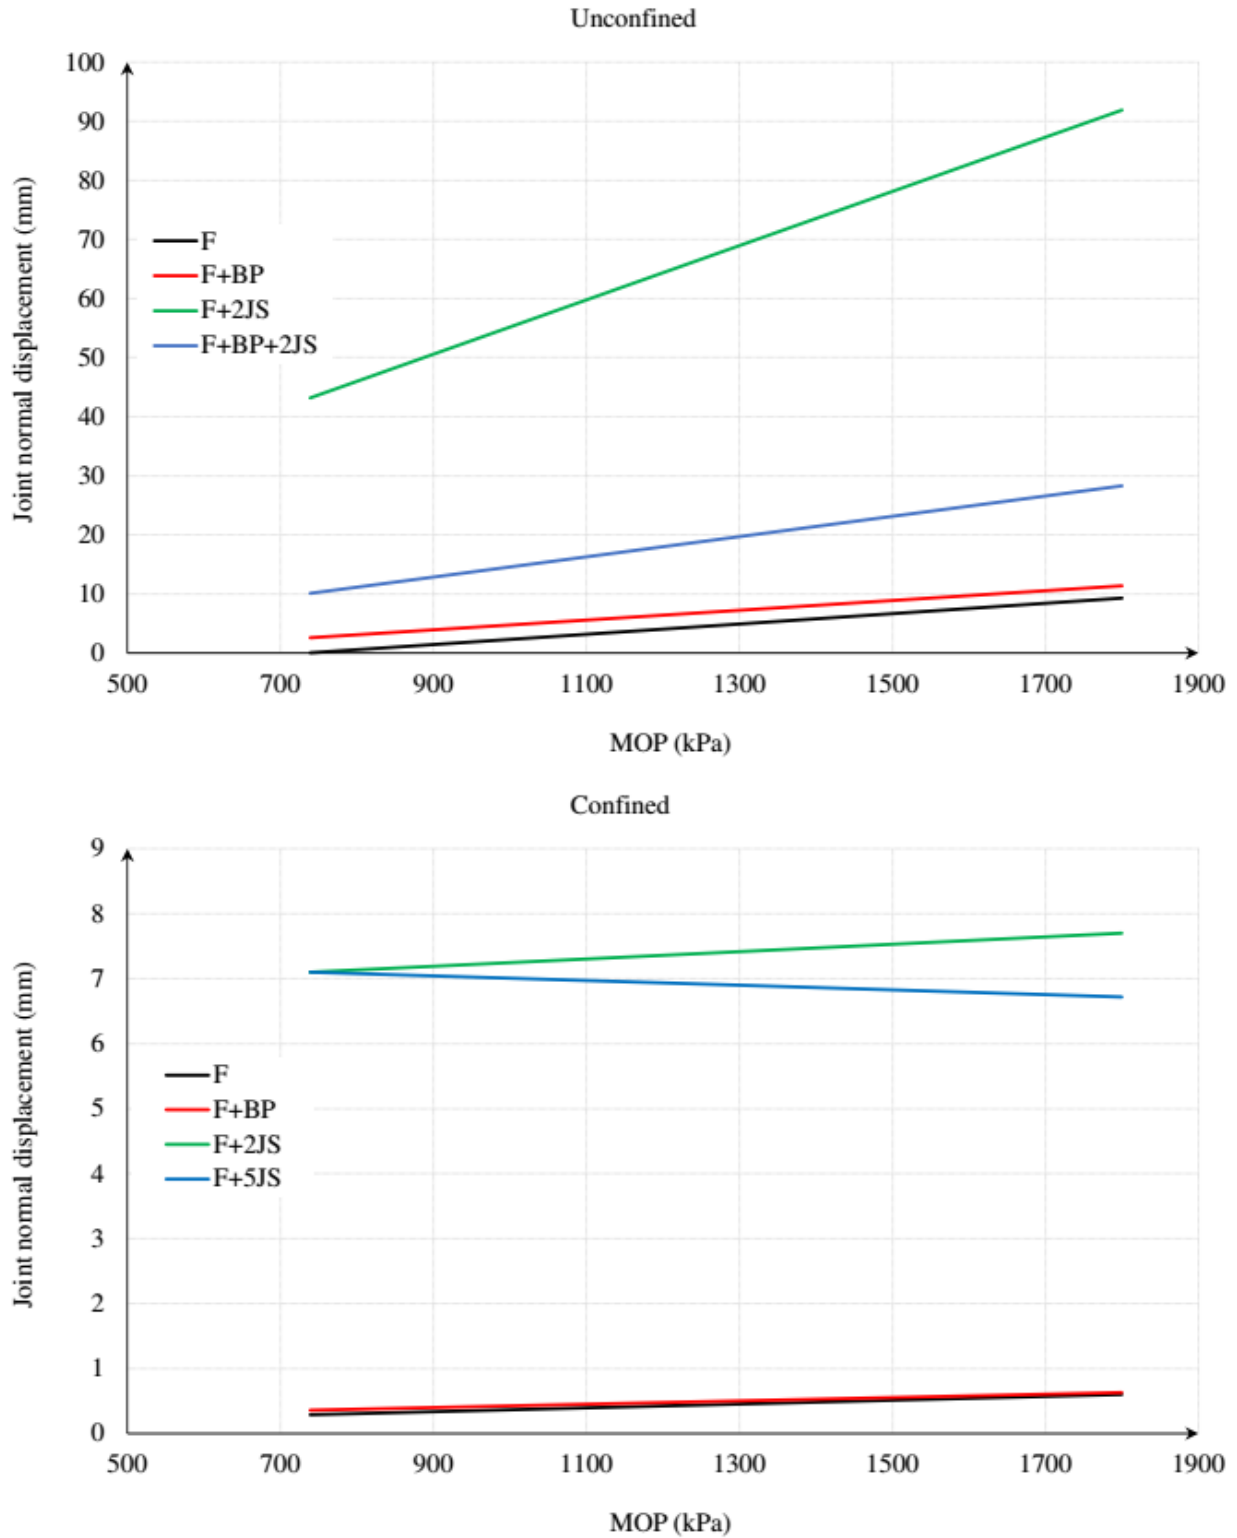 Unconfined
100
90
80
70
60
50
40
30
20
10
0
Joint normal displacement (mm)
F
F+BP
F+2JS
F+BP+2JS
500 700 900 1100 1300 1500 1700 1900
MOP (kPa)
Confined
9
8
7
6
5
4
3
2
1
0
Joint normal displacement (mm)
F
F+BP
F+2JS
F+5JS
500 700 900 1100 1300 1500 1700 1900
MOP (kPa)